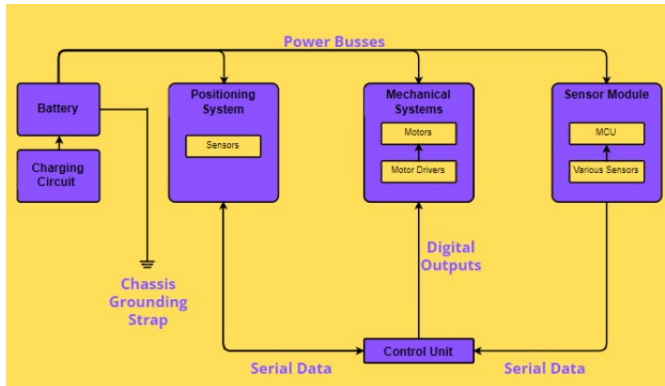 Power Busses
Battery
Charging
Circuit
Positioning
System
Sensors
Mechanical
Systems
Motors
Motor Drivers
Sensor Module
MCU
Various Sensors
Chassis
Grounding
Strap
Digital
Outputs
Control Unit
Serial Data
Serial Data